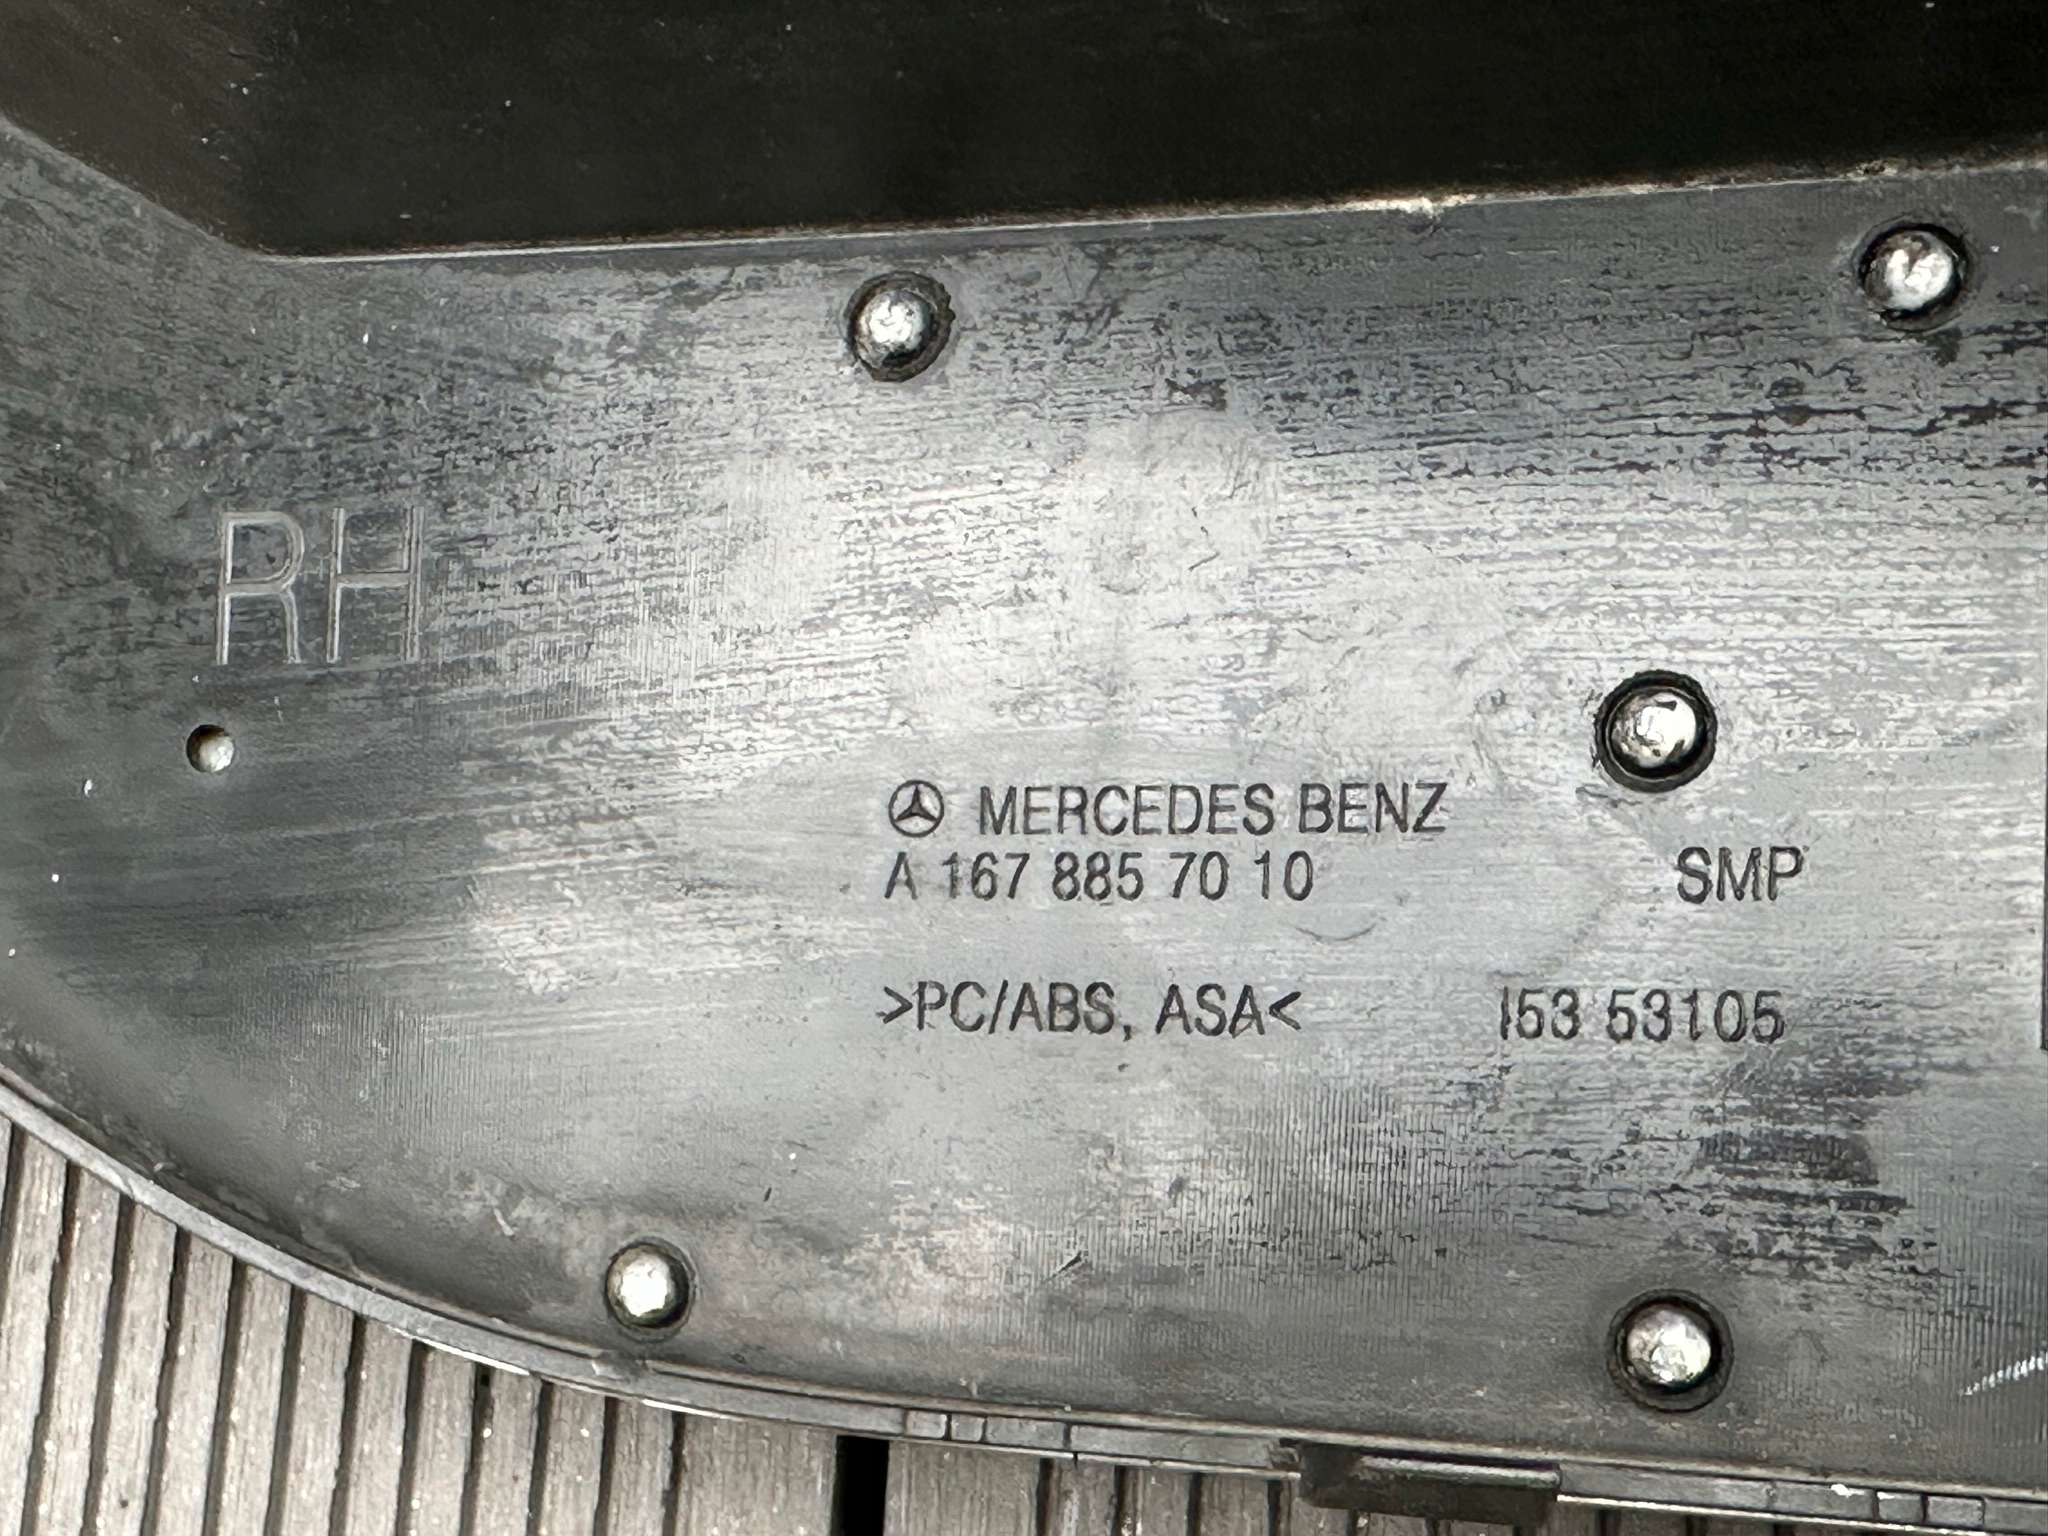 RH
MERCEDES BENZ
A 167 885 70 10
SMP
>PC/ABS, ASA<
I53 53105